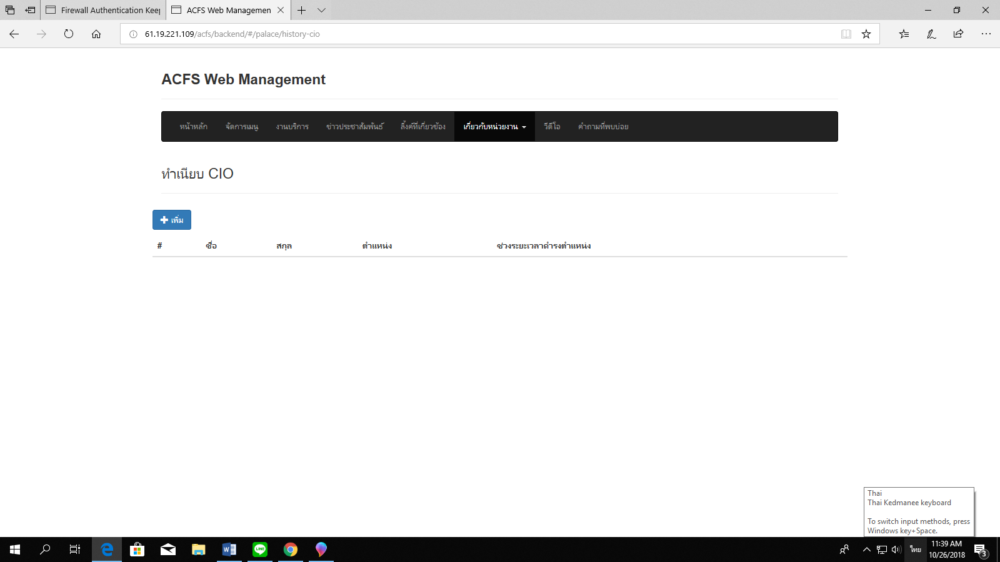 Firewall Authentication Keep
ACFS Web Managemen
61.19.221.109/acfs/backend/#/palace/history-cio
ACFS Web Management
หน้าหลัก จัดการเมนู งานบริการ ข่าวประชาสัมพันธ์ ลิ้งค์ที่เกี่ยวข้อง เกี่ยวกับหน่วยงาน วีดีโอ คำถามที่พบบ่อย
ทำเนียบ CIO
เพิ่ม
# ชื่อ สกุล ตำแหน่ง ช่วงระยะเวลาดำรงตำแหน่ง
Thai
Thai Kedmanee keyboard
To switch input methods, press
Windows key+Space.
ไทย
11:39 AM
10/26/2018
3